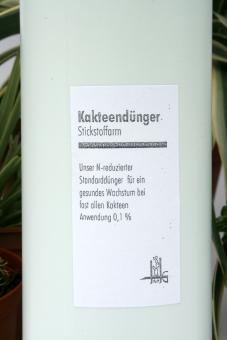 Kakteendünger
Stickstoffarm
Unser N-reduzierter
Standarddünger für ein
gesundes Wachstum bei
fast allen Kakteen
Anwendung 0,1 %